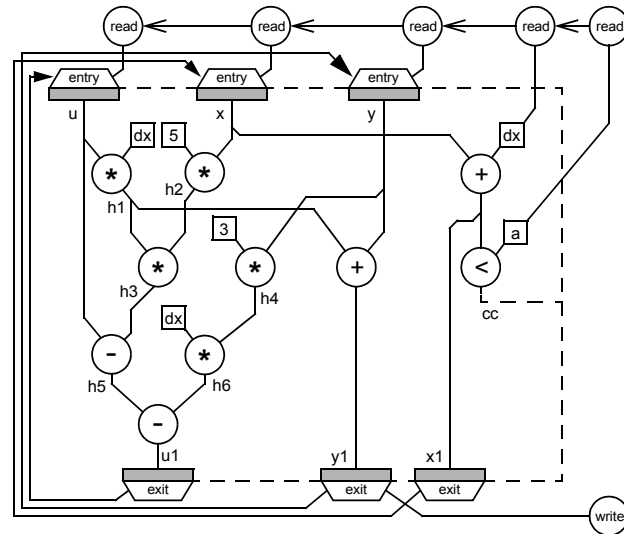 read read read read read
entry entry entry
u x y
dx 5 dx
* * +
h1 h2
3 a
* * + <
h3 h4 cc
dx
- *
h5 h6
-
u1 y1 x1
exit exit exit
write